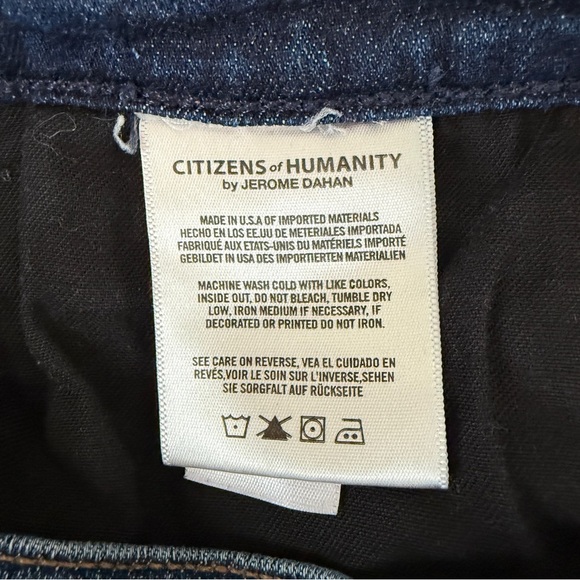 CITIZENS of HUMANITY
by JEROME DAHAN
MADE IN U.S.A OF IMPORTED MATERIALS
HECHO EN LOS EE.UU DE METERIALES IMPORTADA
FABRIQUÉ AUX ETATS-UNIS DU MATÉRIELS IMPORTÉ
GEBILDET IN USA DES IMPORTIERTEN MATERIALIEN
MACHINE WASH COLD WITH LIKE COLORS,
INSIDE OUT, DO NOT BLEACH, TUMBLE DRY
LOW, IRON MEDIUM IF NECESSARY, IF
DECORATED OR PRINTED DO NOT IRON.
SEE CARE ON REVERSE, VEA EL CUIDADO EN
REVÉS,VOIR LE SOIN SUR L'INVERSE,SEHEN
SIE SORGFALT AUF RÜCKSEITE